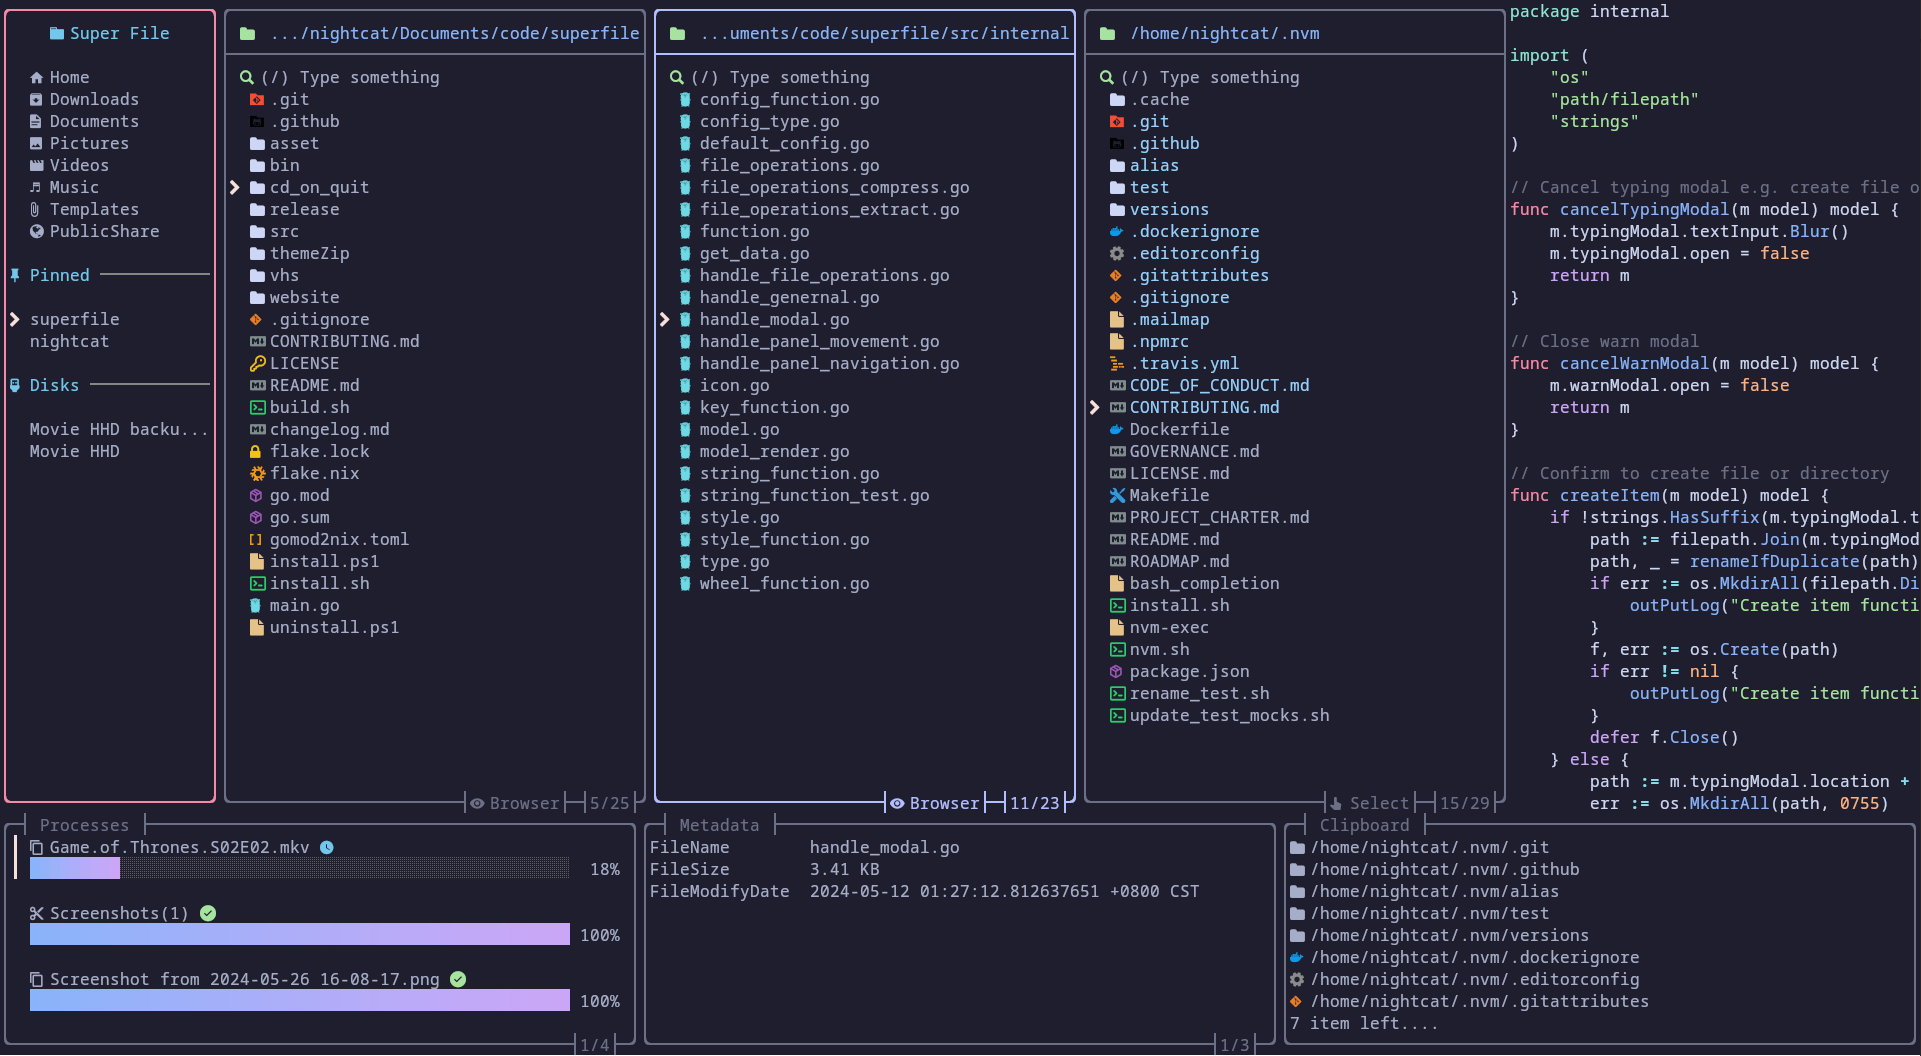 Super File
Home
Downloads
Documents
Pictures
Videos
Music
Templates
PublicShare
Pinned
superfile
nightcat
Disks
Movie HHD backu...
Movie HHD
.../nightcat/Documents/code/superfile
(/) Type something
.git
.github
asset
bin
cd_on_quit
release
src
themeZip
vhs
website
.gitignore
CONTRIBUTING.md
LICENSE
README.md
build.sh
changelog.md
flake.lock
flake.nix
go.mod
go.sum
gomod2nix.toml
install.ps1
install.sh
main.go
uninstall.ps1
Browser
5/25
...uments/code/superfile/src/internal
(/) Type something
config_function.go
config_type.go
default_config.go
file_operations.go
file_operations_compress.go
file_operations_extract.go
function.go
get_data.go
handle_file_operations.go
handle_genernal.go
handle_modal.go
handle_panel_movement.go
handle_panel_navigation.go
icon.go
key_function.go
model.go
model_render.go
string_function.go
string_function_test.go
style.go
style_function.go
type.go
wheel_function.go
Browser
11/23
/home/nightcat/.nvm
(/) Type something
.cache
.git
.github
alias
test
versions
.dockerignore
.editorconfig
.gitattributes
.gitignore
.mailmap
.npmrc
.travis.yml
CODE_OF_CONDUCT.md
CONTRIBUTING.md
Dockerfile
GOVERNANCE.md
LICENSE.md
Makefile
PROJECT_CHARTER.md
README.md
ROADMAP.md
bash_completion
install.sh
nvm-exec
nvm.sh
package.json
rename_test.sh
update_test_mocks.sh
Select
15/29
package internal
import (
"os"
"path/filepath"
"strings"
)
// Cancel typing modal e.g. create file o
func cancelTypingModal(m model) model {
m.typingModal.textInput.Blur()
m.typingModal.open = false
return m
}
// Close warn modal
func cancelWarnModal(m model) model {
m.warnModal.open = false
return m
}
// Confirm to create file or directory
func createItem(m model) model {
if !strings.HasSuffix(m.typingModal.t
path := filepath.Join(m.typingMod
path, _ = renameIfDuplicate(path)
if err := os.MkdirAll(filepath.Di
outPutLog("Create item functi
}
f, err := os.Create(path)
if err != nil {
outPutLog("Create item functi
}
defer f.Close()
} else {
path := m.typingModal.location +
err := os.MkdirAll(path, 0755)
Processes
Game.of.Thrones.S02E02.mkv
18%
Screenshots(1)
100%
Screenshot from 2024-05-26 16-08-17.png
100%
1/4
Metadata
FileName handle_modal.go
FileSize 3.41 KB
FileModifyDate 2024-05-12 01:27:12.812637651 +0800 CST
1/3
Clipboard
/home/nightcat/.nvm/.git
/home/nightcat/.nvm/.github
/home/nightcat/.nvm/alias
/home/nightcat/.nvm/test
/home/nightcat/.nvm/versions
/home/nightcat/.nvm/.dockerignore
/home/nightcat/.nvm/.editorconfig
/home/nightcat/.nvm/.gitattributes
7 item left....